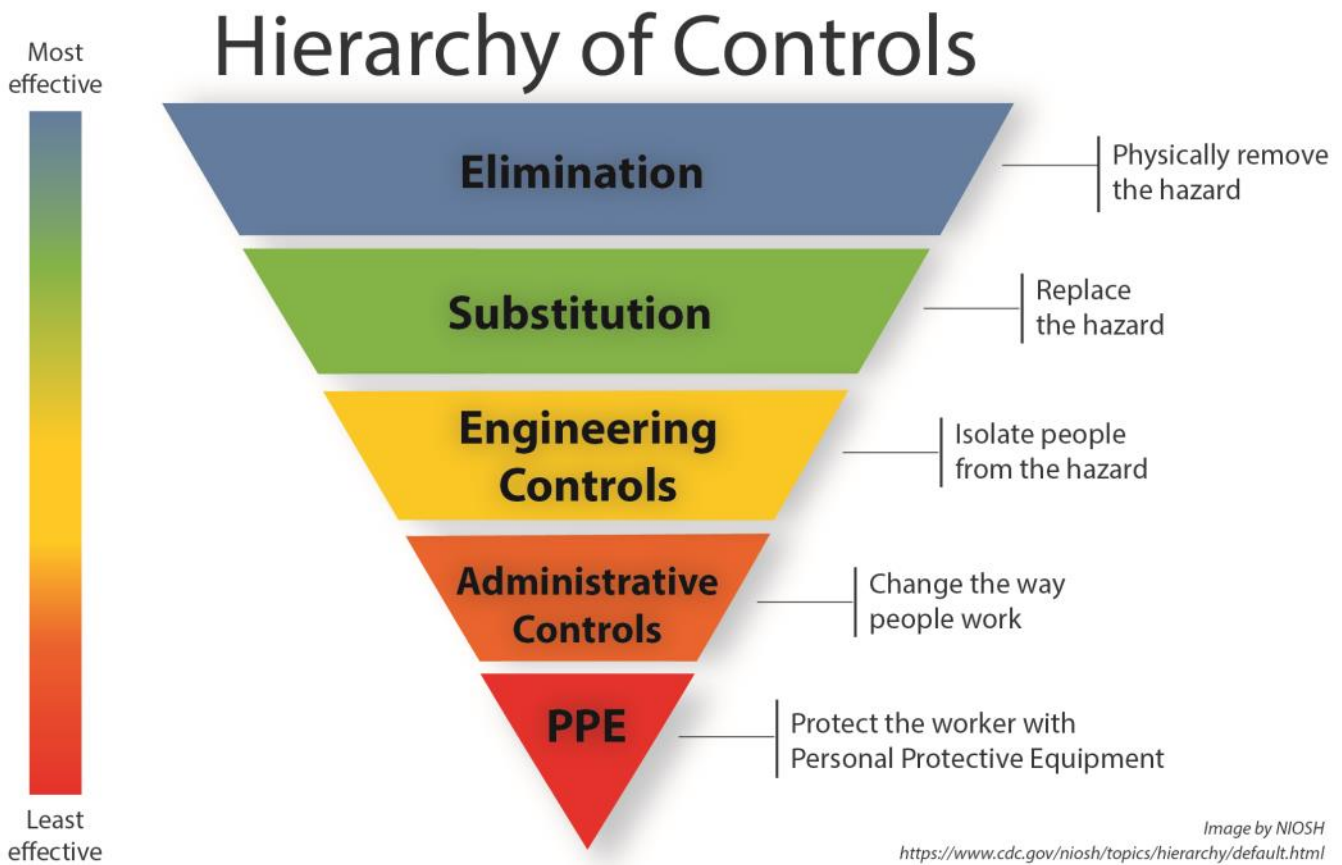 Hierarchy of Controls
Most
effective
Elimination
Physically remove
the hazard
Substitution
Replace
the hazard
Engineering
Controls
Isolate people
from the hazard
Administrative
Controls
Change the way
people work
PPE
Protect the worker with
Personal Protective Equipment
Least
effective
Image by NIOSH
https://www.cdc.gov/niosh/topics/hierarchy/default.html